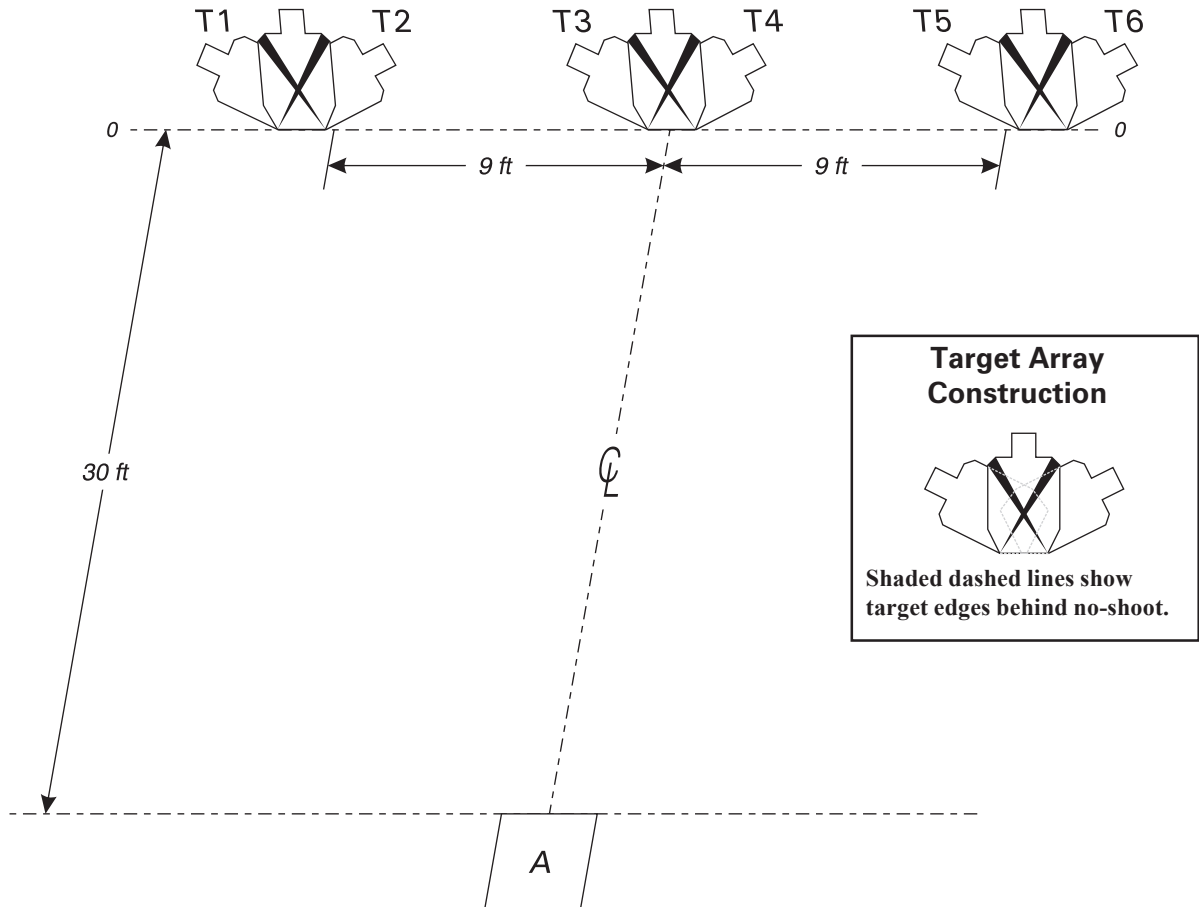 T1 T2 T3 T4 T5 T6
0 0
9 ft 9 ft
30 ft
℄
Target Array
Construction
Shaded dashed lines show
target edges behind no-shoot.
A